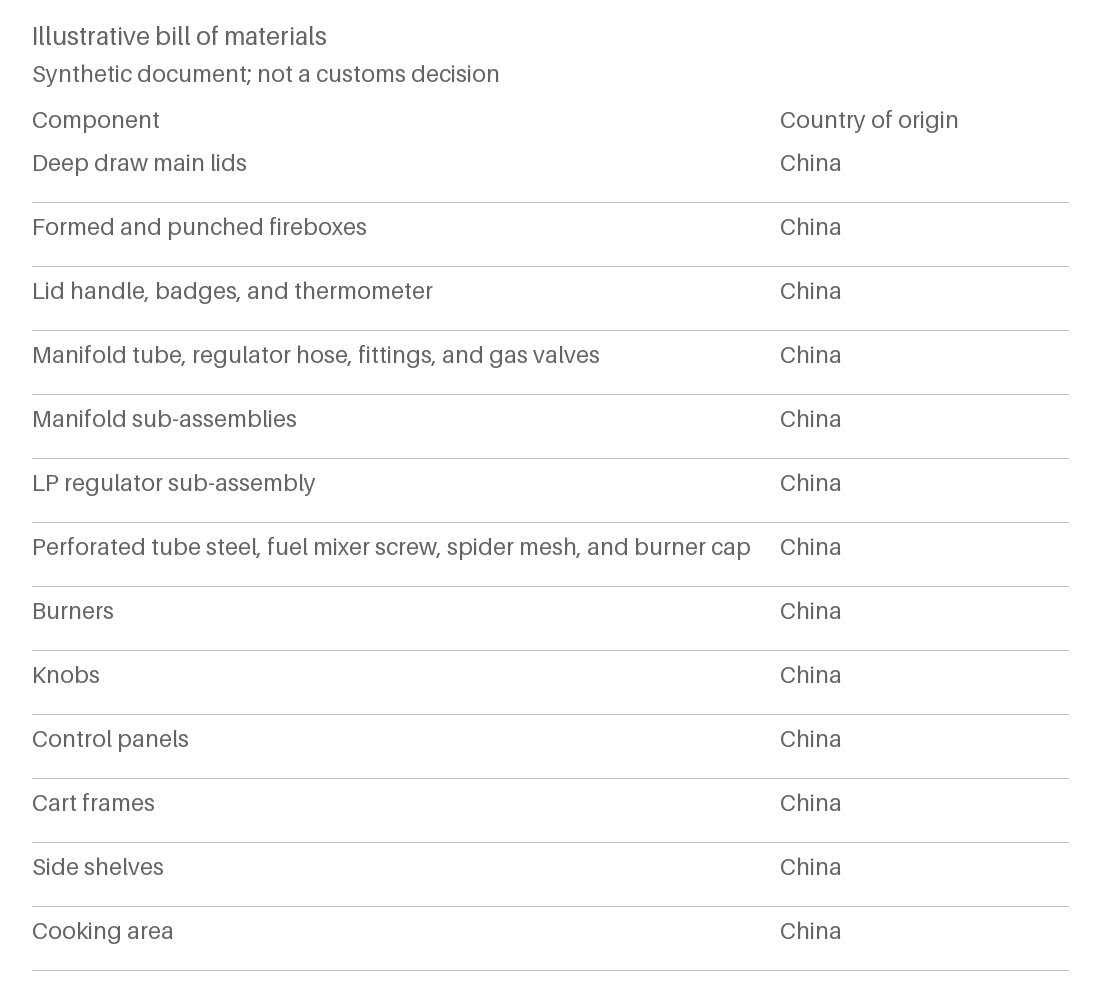 Illustrative bill of materials
Synthetic document; not a customs decision
Component Country of origin
Deep draw main lids China
Formed and punched fireboxes China
Lid handle, badges, and thermometer China
Manifold tube, regulator hose, fittings, and gas valves China
Manifold sub-assemblies China
LP regulator sub-assembly China
Perforated tube steel, fuel mixer screw, spider mesh, and burner cap China
Burners China
Knobs China
Control panels China
Cart frames China
Side shelves China
Cooking area China